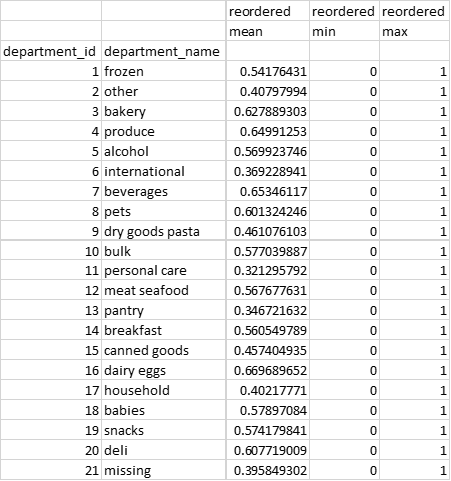 reordered reordered reordered
mean min max
department_id department_name
1 frozen 0.54176431 0 1
2 other 0.40797994 0 1
3 bakery 0.627889303 0 1
4 produce 0.64991253 0 1
5 alcohol 0.569923746 0 1
6 international 0.369228941 0 1
7 beverages 0.65346117 0 1
8 pets 0.601324246 0 1
9 dry goods pasta 0.461076103 0 1
10 bulk 0.577039887 0 1
11 personal care 0.321295792 0 1
12 meat seafood 0.567677631 0 1
13 pantry 0.346721632 0 1
14 breakfast 0.560549789 0 1
15 canned goods 0.457404935 0 1
16 dairy eggs 0.669689652 0 1
17 household 0.40217771 0 1
18 babies 0.57897084 0 1
19 snacks 0.574179841 0 1
20 deli 0.607719009 0 1
21 missing 0.395849302 0 1